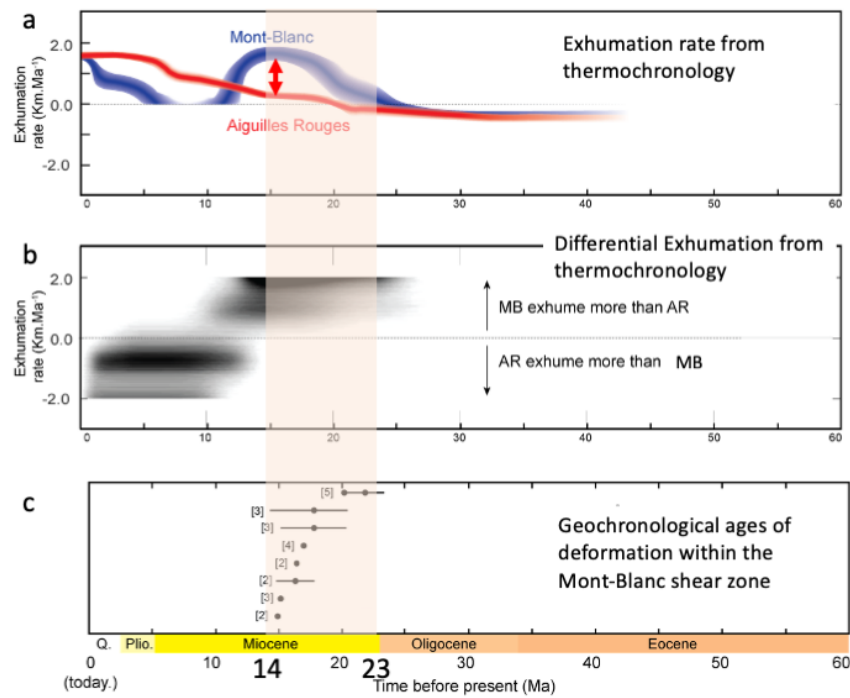 a
Exhumation
rate (Km.Ma⁻¹)
2.0
0.0
-2.0
Mont-Blanc
Aiguilles Rouges
Exhumation rate from
thermochronology
0 10 20 30 40 50 60
b
Differential Exhumation from
thermochronology
Exhumation
rate (Km.Ma⁻¹)
2.0
0.0
-2.0
MB exhume more than AR
AR exhume more than MB
0 10 20 30 40 50 60
c
[5]
[3]
[3]
[4]
[2]
[2]
[3]
[2]
Geochronological ages of
deformation within the
Mont-Blanc shear zone
Q. Plio. Miocene Oligocene Eocene
0 10 20 30 40 50 60
(today.) 14 23 Time before present (Ma)